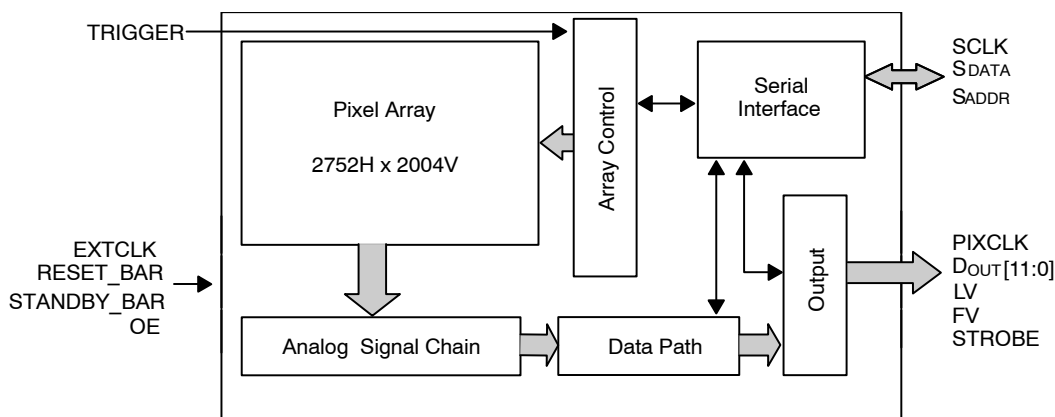 TRIGGER
Pixel Array
2752H x 2004V
Array Control
Serial
Interface
SCLK
SDATA
SADDR
EXTCLK
RESET_BAR
STANDBY_BAR
OE
Analog Signal Chain
Data Path
Output
PIXCLK
DOUT[11:0]
LV
FV
STROBE